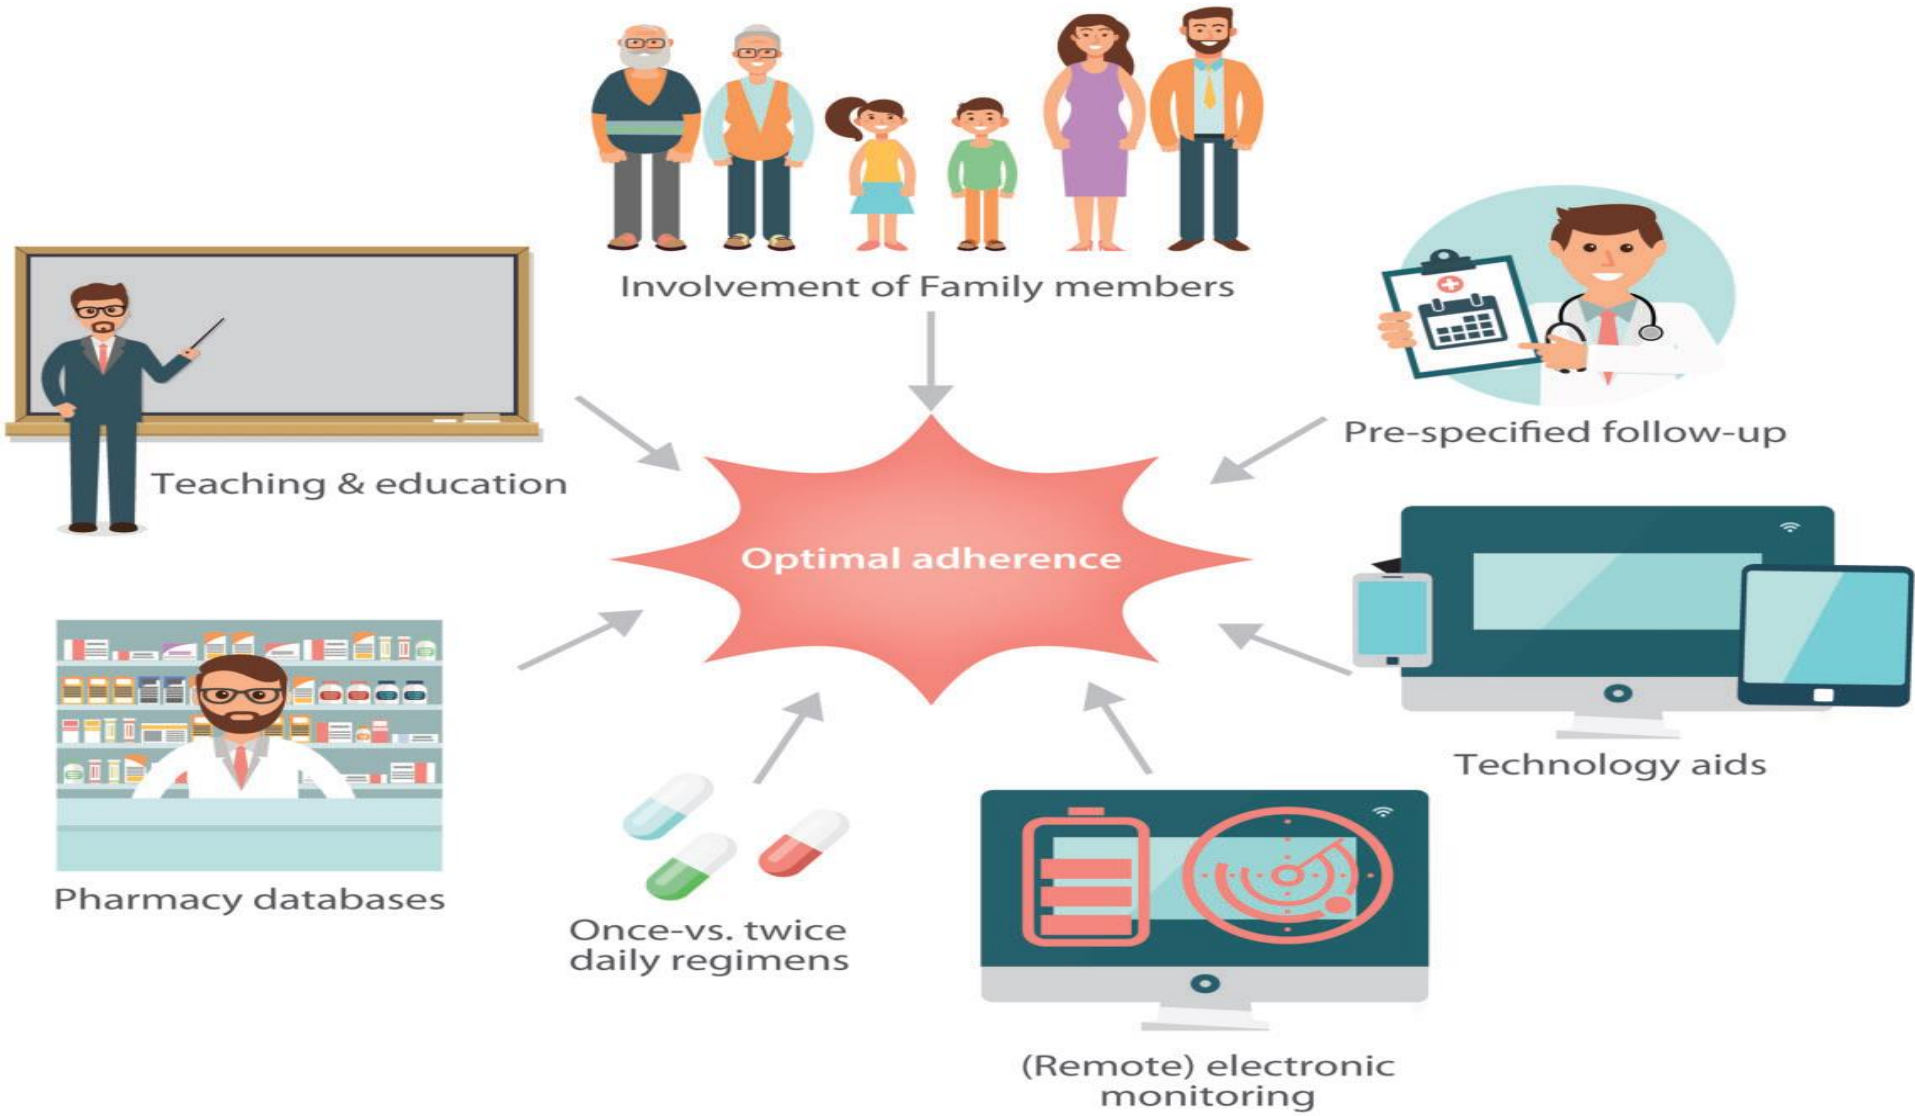 Involvement of Family members
Pre-specified follow-up
Teaching & education
Optimal adherence
Technology aids
Pharmacy databases
Once-vs. twice
daily regimens
(Remote) electronic
monitoring